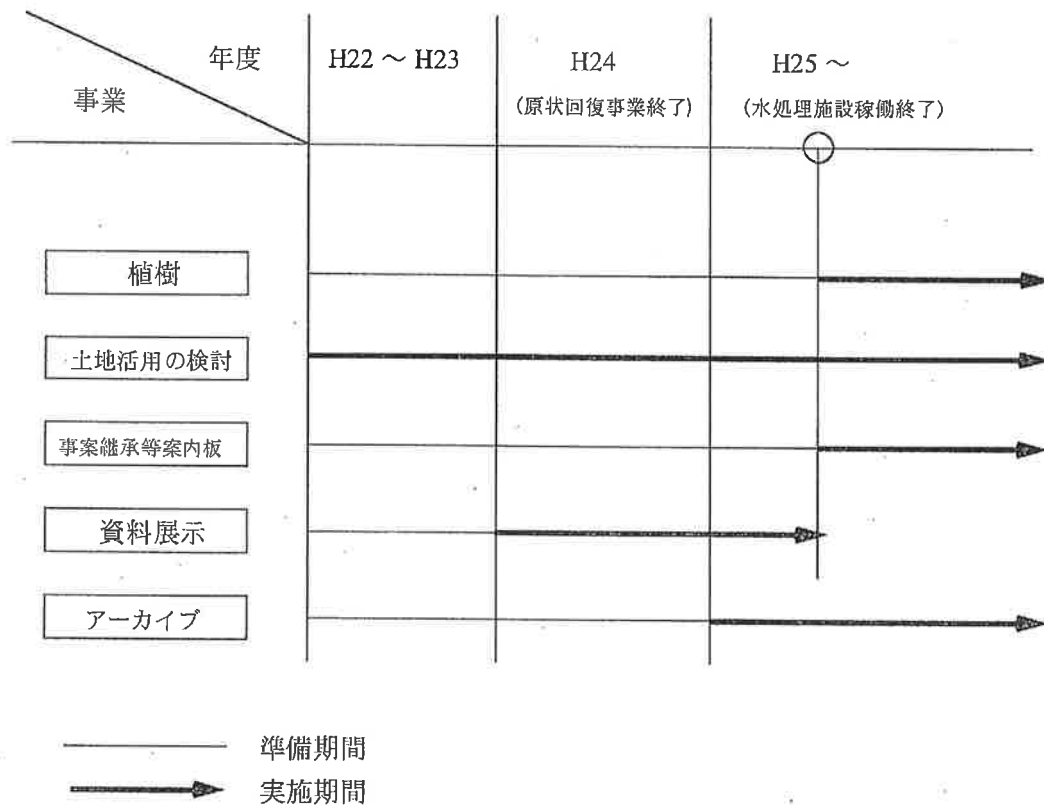 年度
事業
H22 ～ H23
H24
(原状回復事業終了)
H25 ～
(水処理施設稼働終了)
植樹
土地活用の検討
事案継承等案内板
資料展示
アーカイブ
準備期間
実施期間